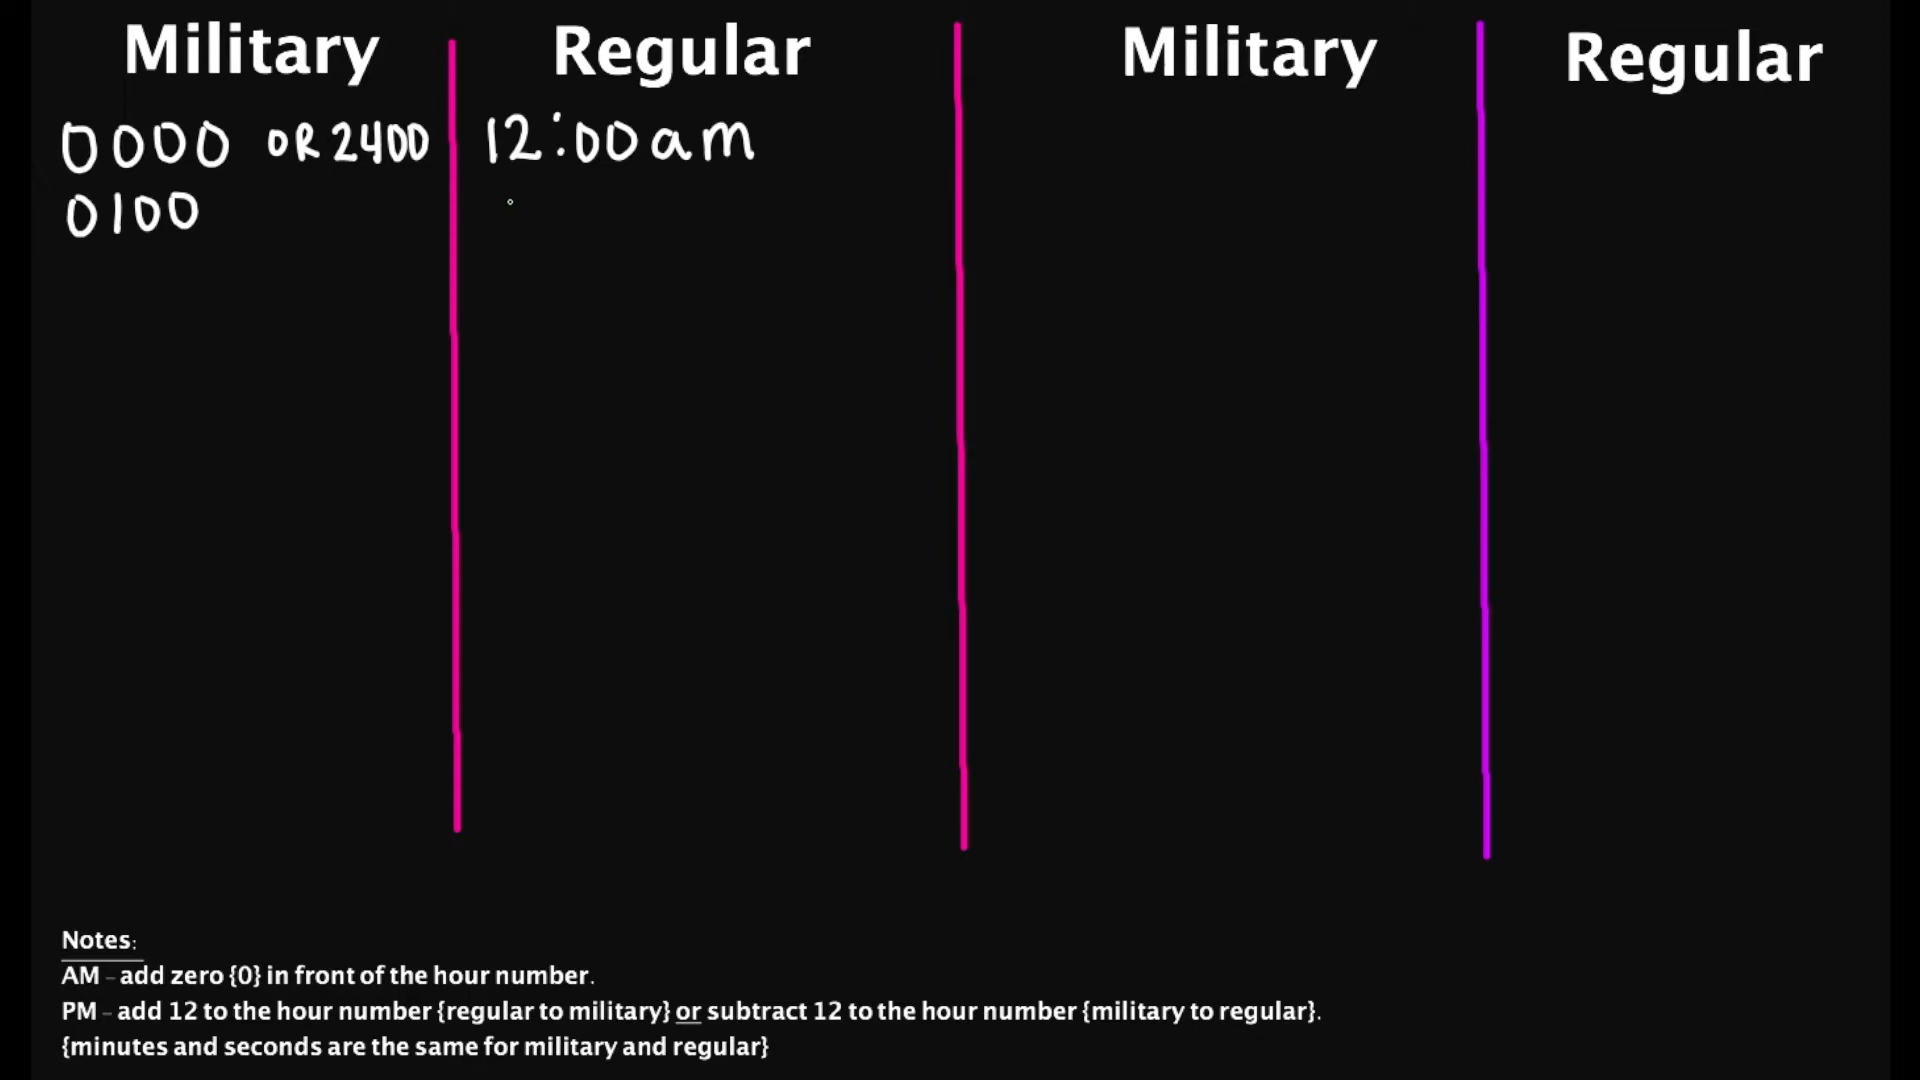 Military Regular Military Regular
0000 OR 2400 12:00am
0100
Notes:
AM - add zero {0} in front of the hour number.
PM - add 12 to the hour number {regular to military} or subtract 12 to the hour number {military to regular}.
{minutes and seconds are the same for military and regular}